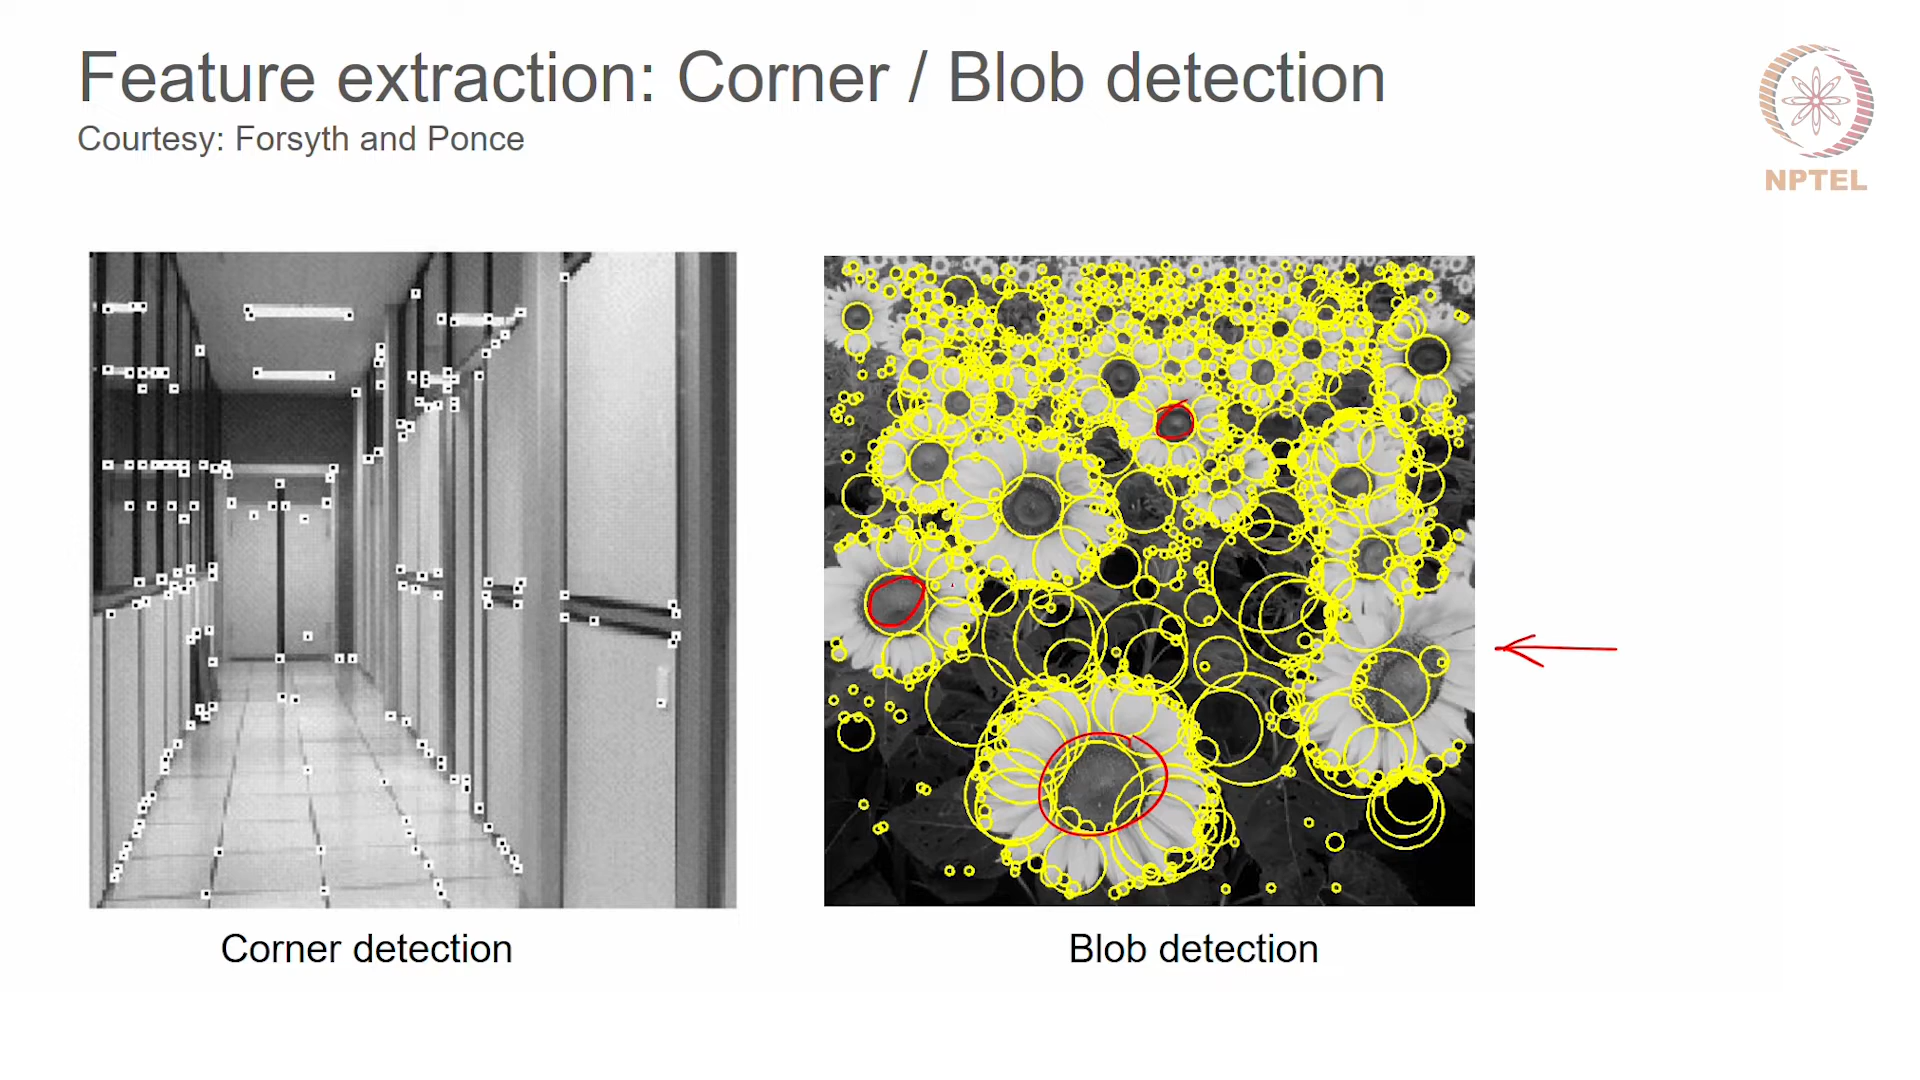 Feature extraction: Corner / Blob detection
Courtesy: Forsyth and Ponce
NPTEL
Corner detection
Blob detection